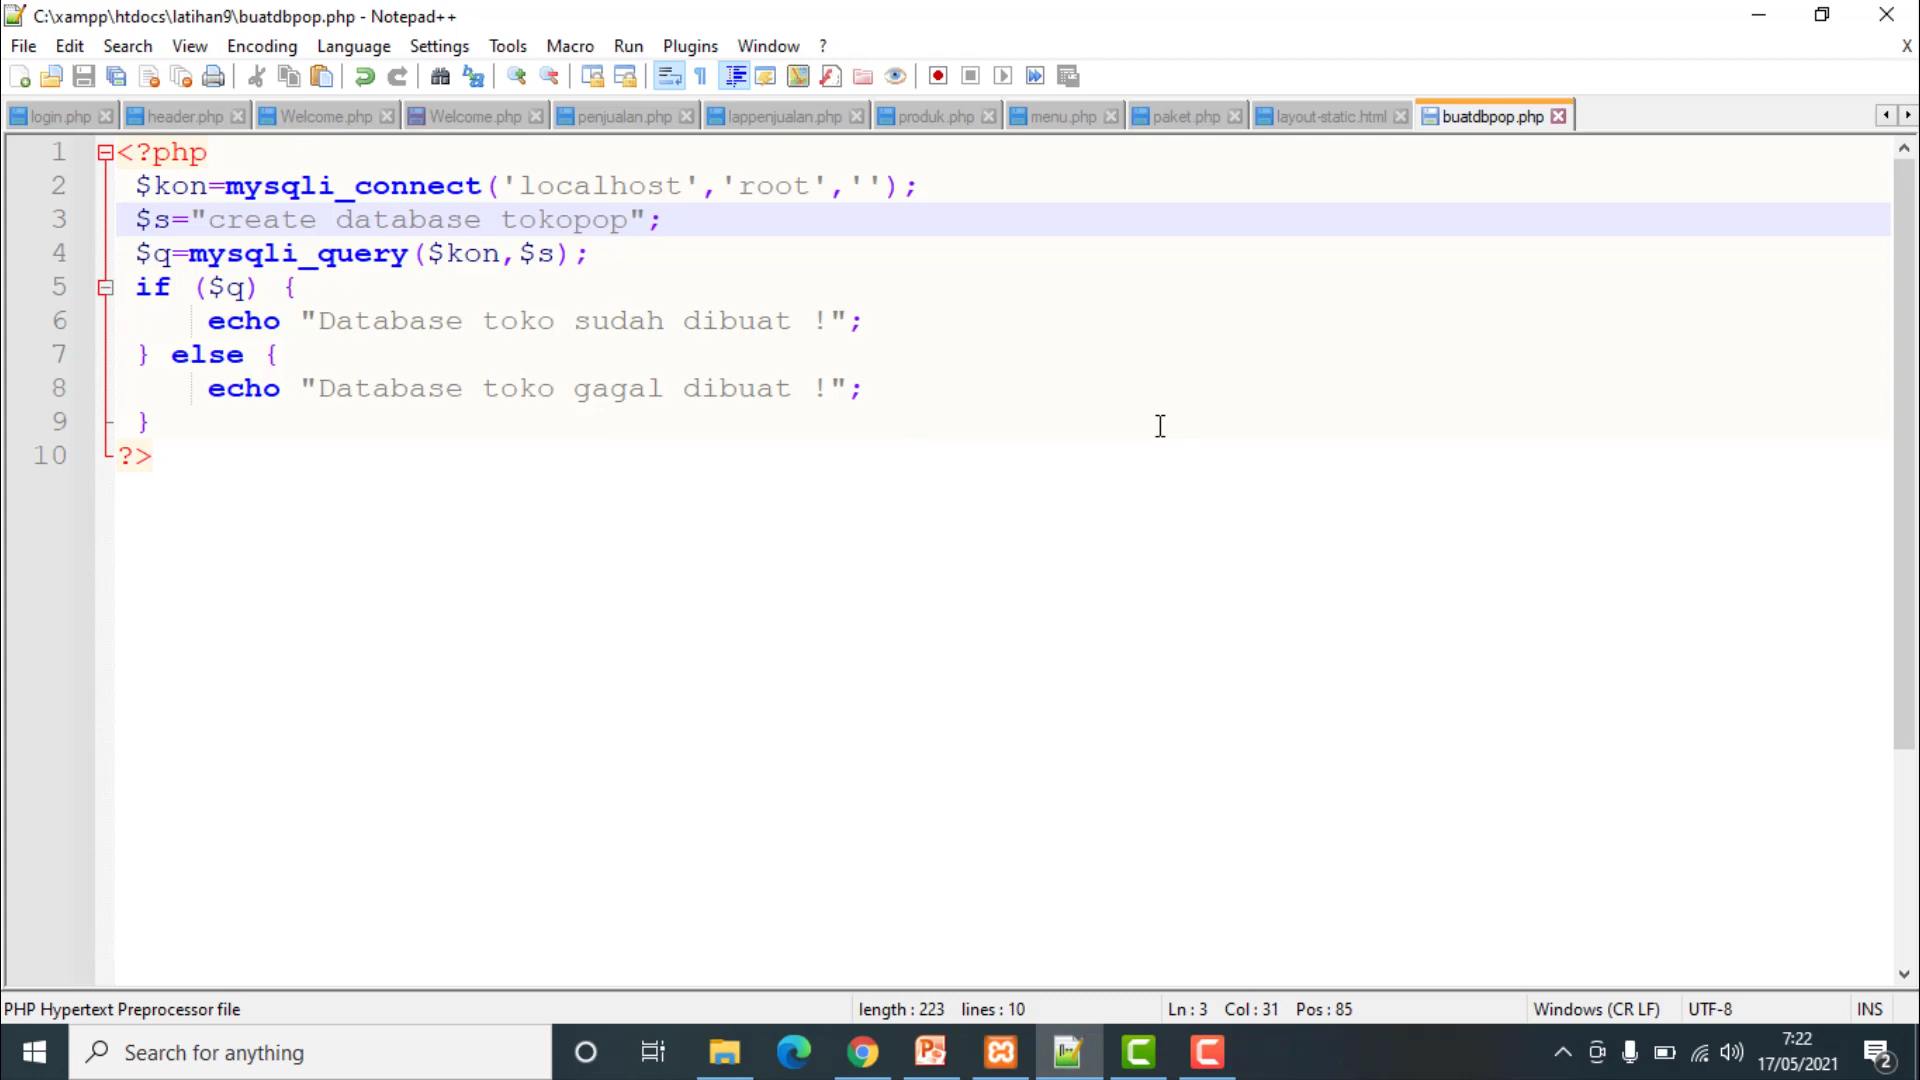 C:\xampp\htdocs\latihan9\buatdbpop.php - Notepad++
File Edit Search View Encoding Language Settings Tools Macro Run Plugins Window ? X
login.php header.php Welcome.php Welcome.php penjualan.php lappenjualan.php produk.php menu.php paket.php layout-static.html buatdbpop.php
1 <?php
2 $kon=mysqli_connect('localhost','root','');
3 $s="create database tokopop";
4 $q=mysqli_query($kon,$s);
5 if ($q) {
6 echo "Database toko sudah dibuat !";
7 } else {
8 echo "Database toko gagal dibuat !";
9 }
10 ?>
PHP Hypertext Preprocessor file length : 223 lines : 10 Ln : 3 Col : 31 Pos : 85 Windows (CR LF) UTF-8 INS
Search for anything
7:22
17/05/2021
2